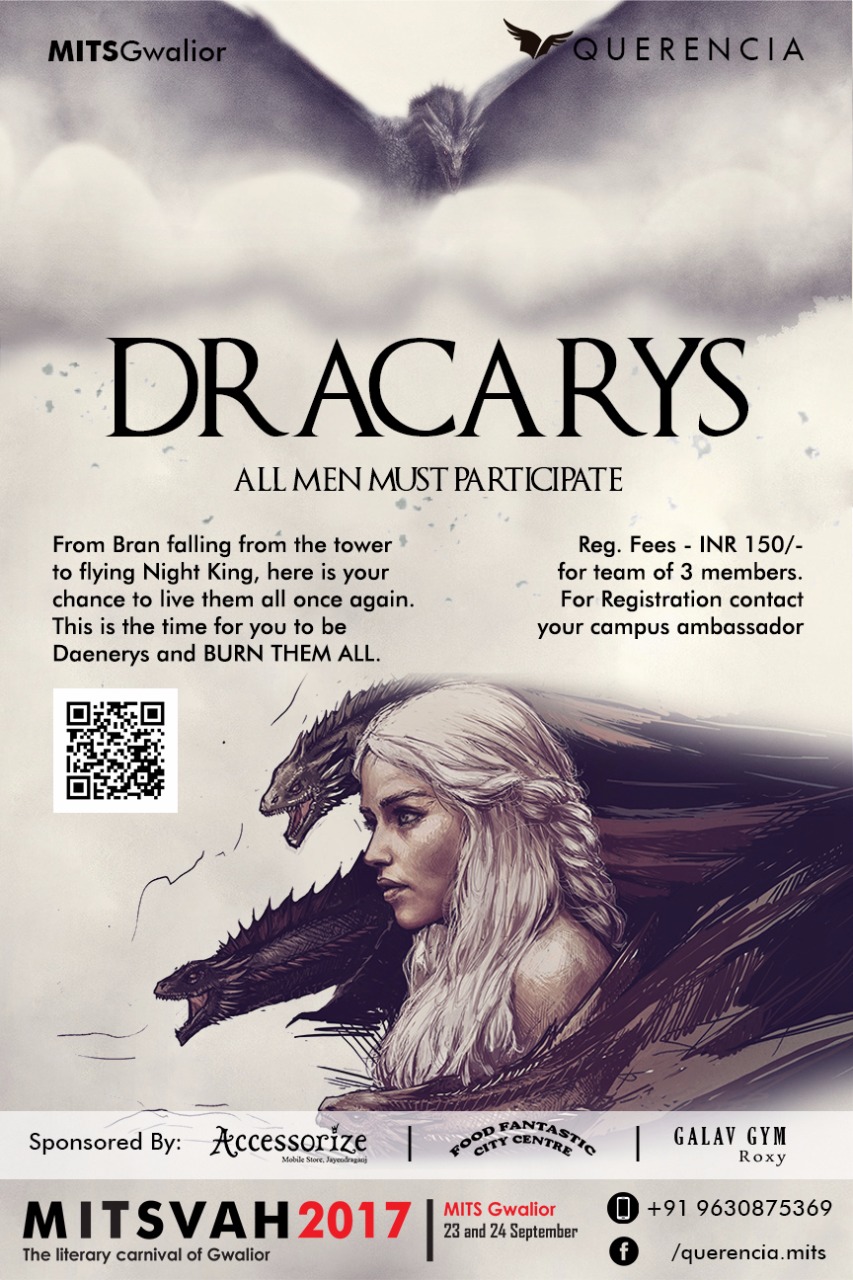 MITSGwalior
QUERENCIA
DRACARYS
ALL MEN MUST PARTICIPATE
From Bran falling from the tower
to flying Night King, here is your
chance to live them all once again.
This is the time for you to be
Daenerys and BURN THEM ALL.
Reg. Fees - INR 150/-
for team of 3 members.
For Registration contact
your campus ambassador
Sponsored By:
Accessorize
Mobile Store, Jayendraganj
FOOD FANTASTIC
CITY CENTRE
GALAV GYM
Roxy
MITSVAH 2017
The literary carnival of Gwalior
MITS Gwalior
23 and 24 September
+91 9630875369
/querencia.mits